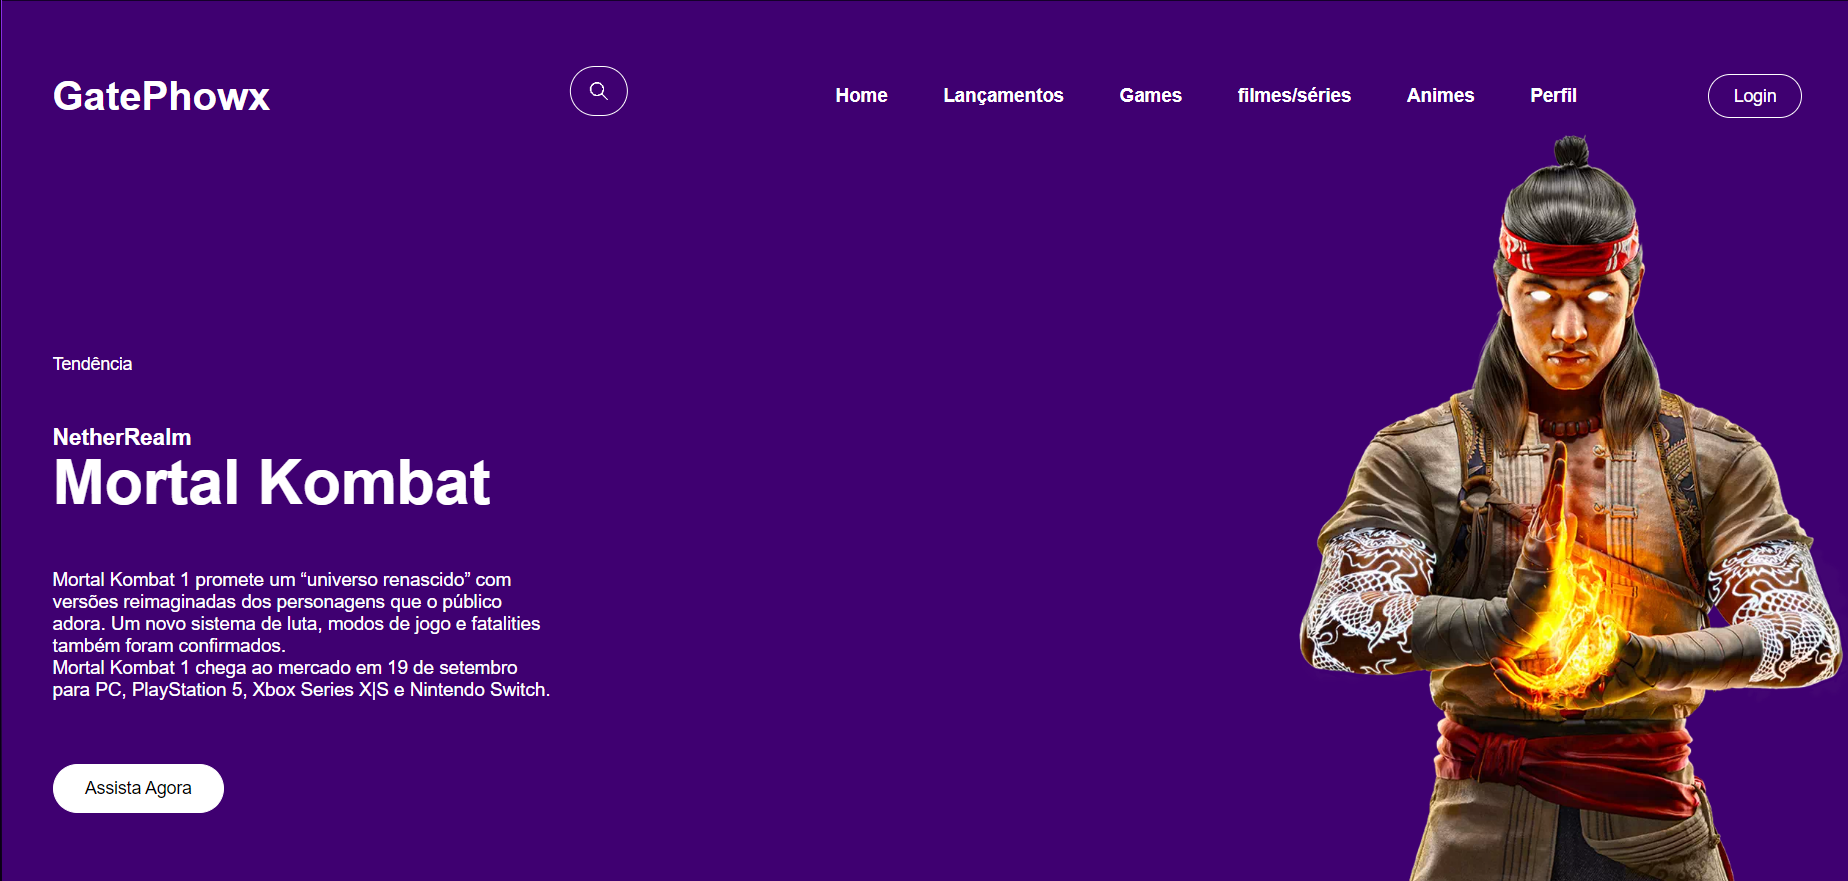 GatePhowx
Home
Lançamentos
Games
filmes/séries
Animes
Perfil
Login
Tendência
NetherRealm
Mortal Kombat
Mortal Kombat 1 promete um “universo renascido” com
versões reimaginadas dos personagens que o público
adora. Um novo sistema de luta, modos de jogo e fatalities
também foram confirmados.
Mortal Kombat 1 chega ao mercado em 19 de setembro
para PC, PlayStation 5, Xbox Series X|S e Nintendo Switch.
Assista Agora